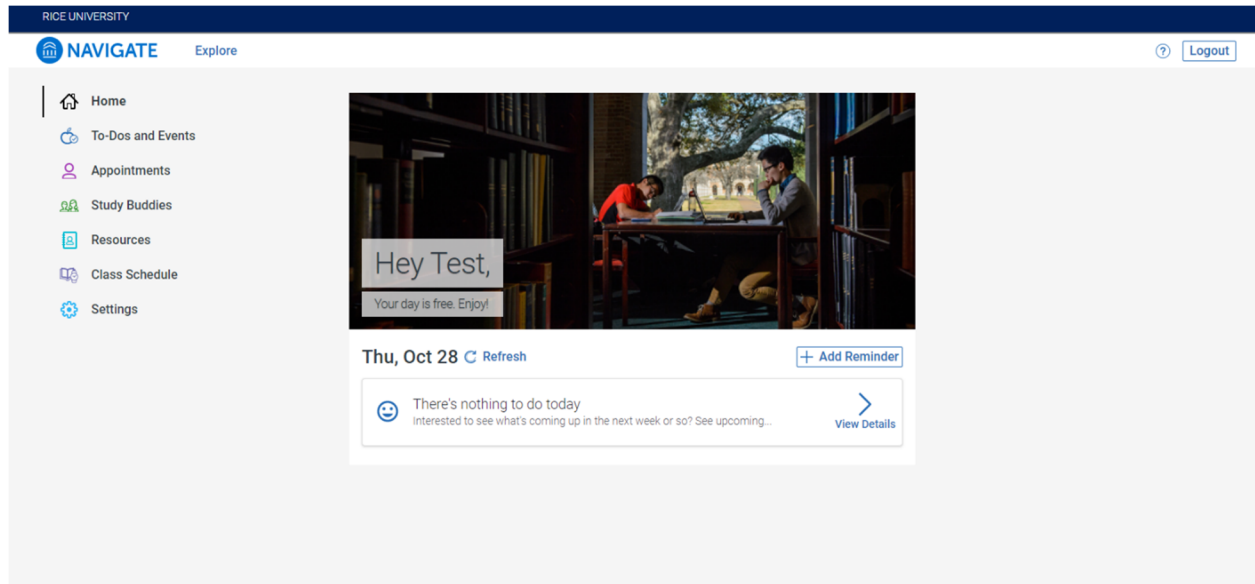 RICE UNIVERSITY
NAVIGATE Explore ? Logout
Home
To-Dos and Events
Appointments
Study Buddies
Resources
Class Schedule
Settings
Hey Test,
Your day is free. Enjoy!
Thu, Oct 28 Refresh + Add Reminder
There's nothing to do today
Interested to see what's coming up in the next week or so? See upcoming...
View Details